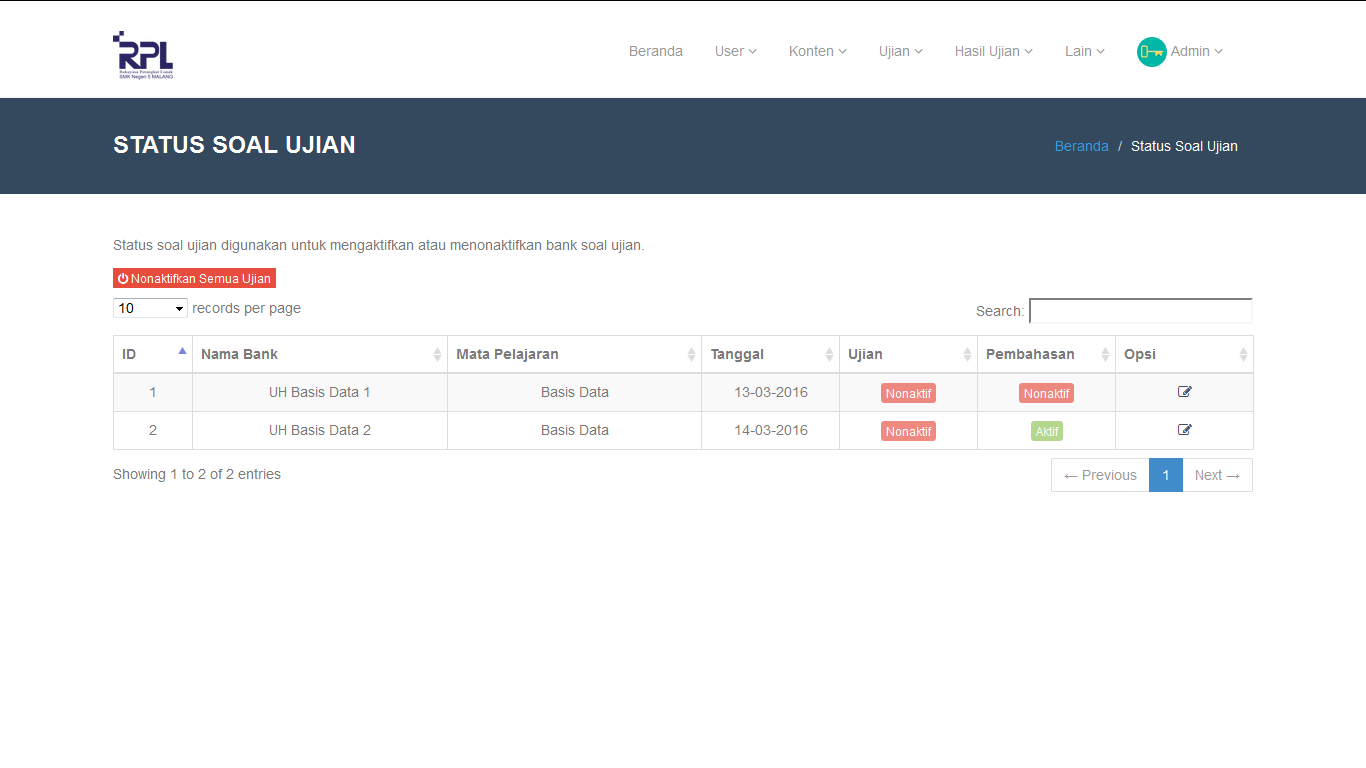 RPL
Rekayasa Perangkat Lunak
SMK Negeri 5 MALANG
Beranda User Konten Ujian Hasil Ujian Lain Admin
STATUS SOAL UJIAN
Beranda / Status Soal Ujian
Status soal ujian digunakan untuk mengaktifkan atau menonaktifkan bank soal ujian.
Nonaktifkan Semua Ujian
10 records per page
Search:
ID Nama Bank Mata Pelajaran Tanggal Ujian Pembahasan Opsi
1 UH Basis Data 1 Basis Data 13-03-2016 Nonaktif Nonaktif
2 UH Basis Data 2 Basis Data 14-03-2016 Nonaktif Aktif
Showing 1 to 2 of 2 entries
← Previous 1 Next →